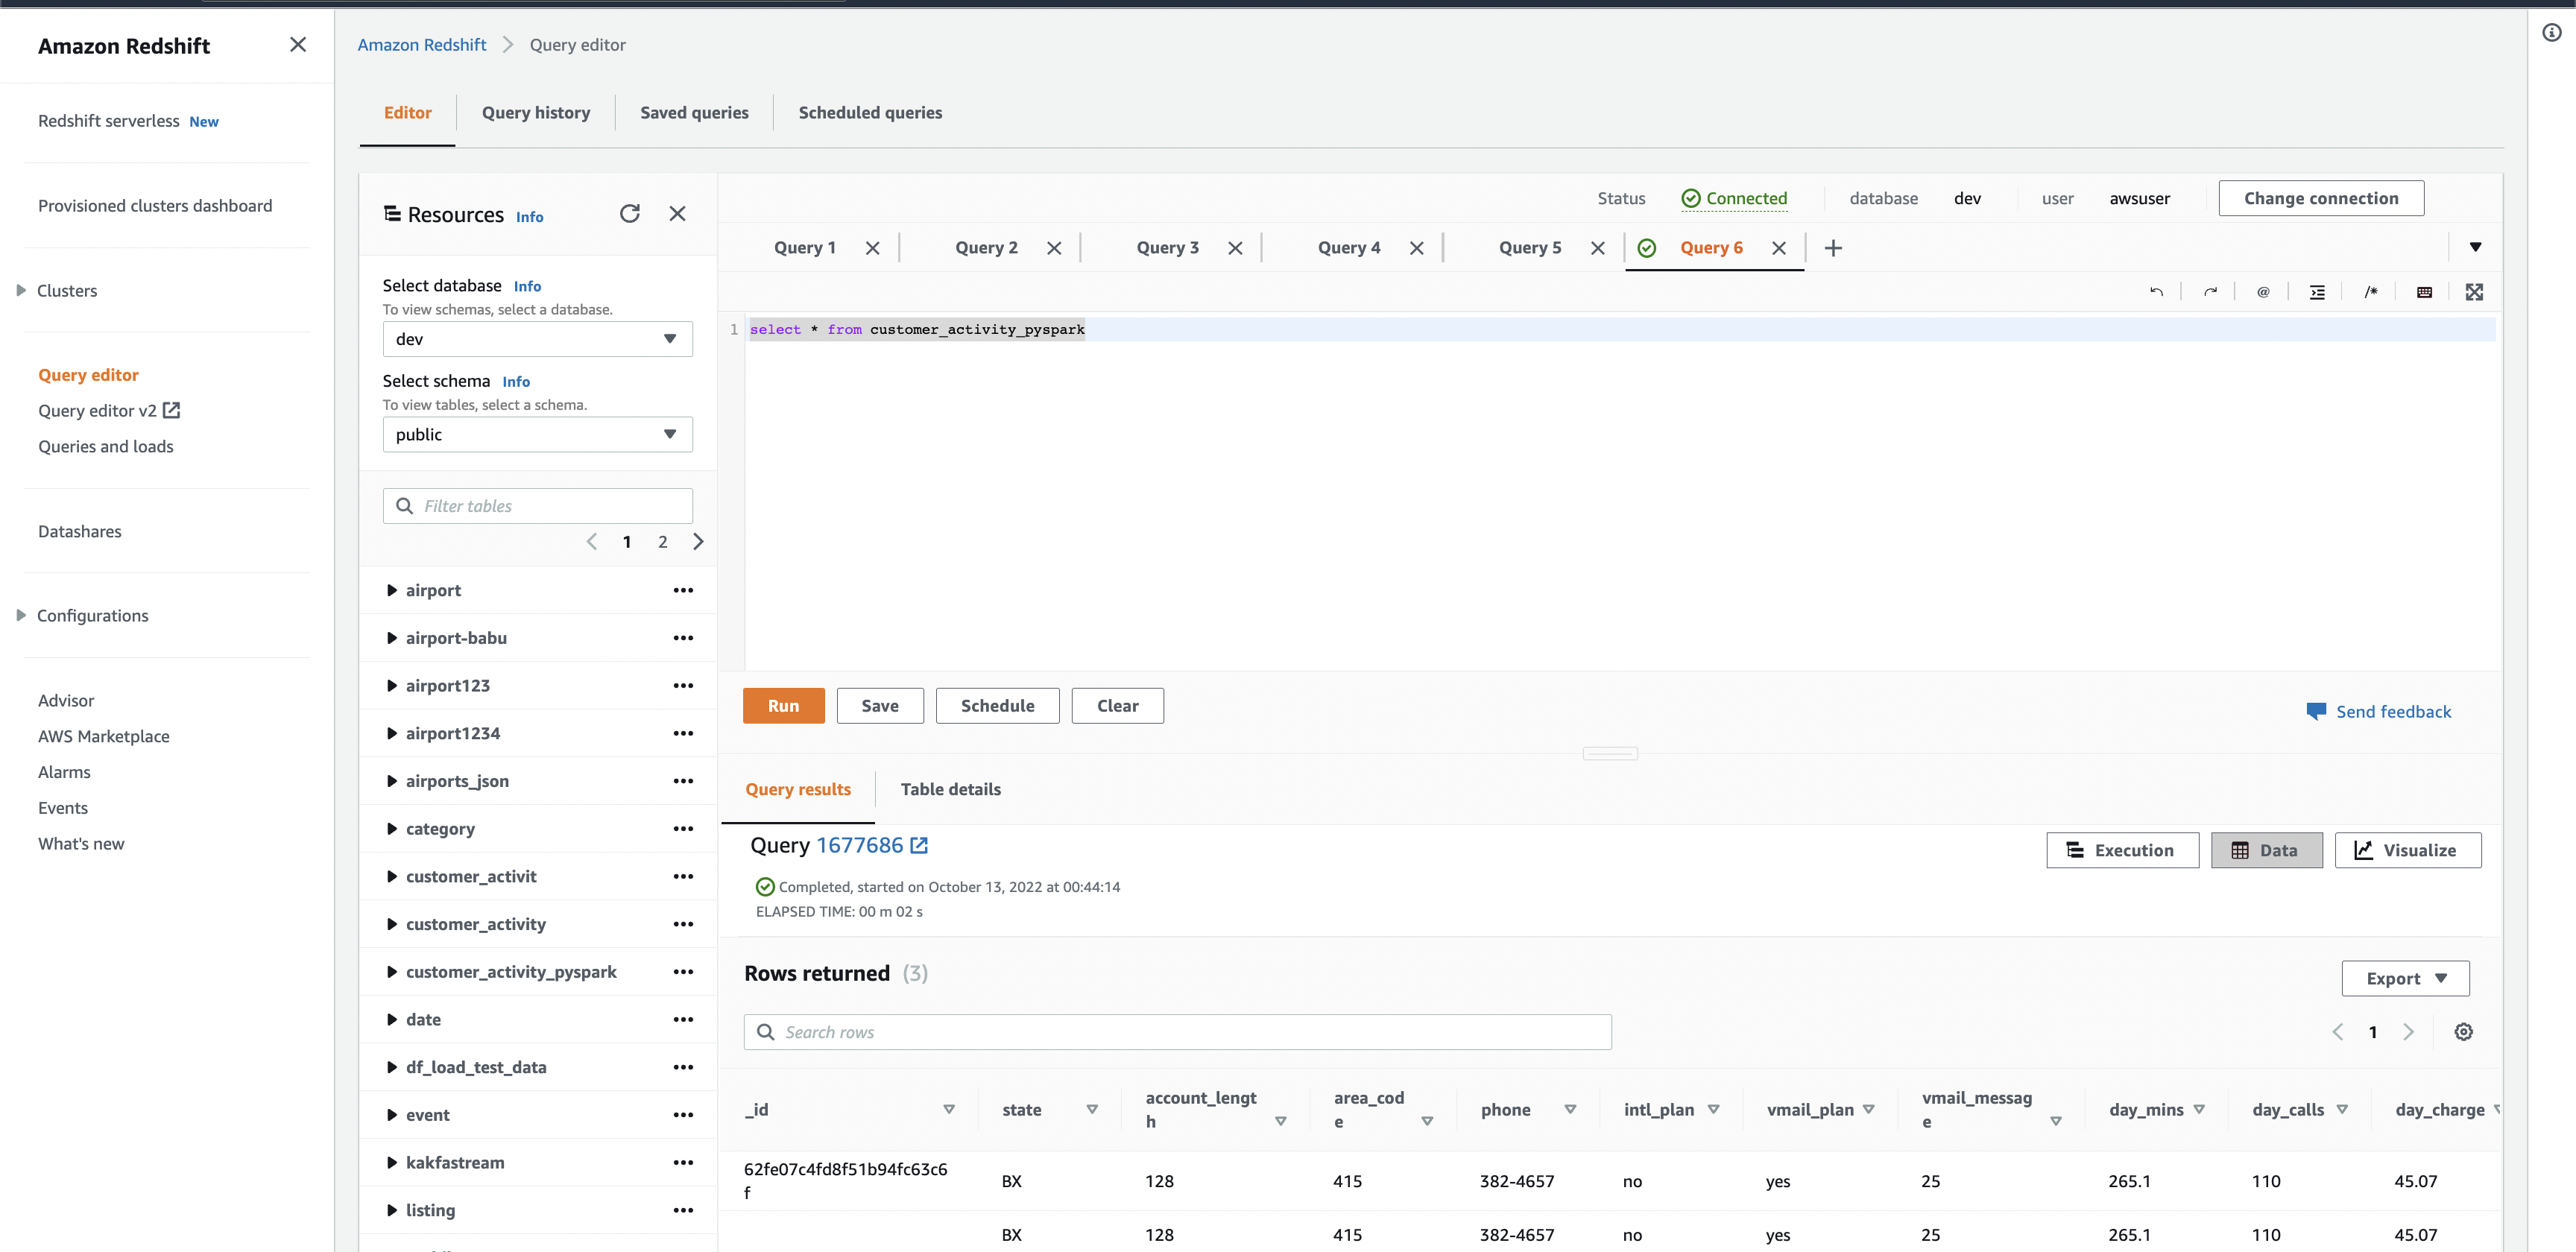 Amazon Redshift
Redshift serverless New
Provisioned clusters dashboard
Clusters
Query editor
Query editor v2
Queries and loads
Datashares
Configurations
Advisor
AWS Marketplace
Alarms
Events
What's new
Amazon Redshift > Query editor
Editor
Query history
Saved queries
Scheduled queries
Resources Info
Select database Info
To view schemas, select a database.
dev
Select schema Info
To view tables, select a schema.
public
Filter tables
1 2
airport
airport-babu
airport123
airport1234
airports_json
category
customer_activit
customer_activity
customer_activity_pyspark
date
df_load_test_data
event
kakfastream
listing
Status Connected database dev user awsuser Change connection
Query 1 Query 2 Query 3 Query 4 Query 5 Query 6
@ /*
1 select * from customer_activity_pyspark
Run Save Schedule Clear
Send feedback
Query results Table details
Query 1677686
Execution Data Visualize
Completed, started on October 13, 2022 at 00:44:14
ELAPSED TIME: 00 m 02 s
Rows returned (3)
Export
Search rows
1
_id state account_length area_code phone intl_plan vmail_plan vmail_message day_mins day_calls day_charge
62fe07c4fd8f51b94fc63c6f BX 128 415 382-4657 no yes 25 265.1 110 45.07
BX 128 415 382-4657 no yes 25 265.1 110 45.07